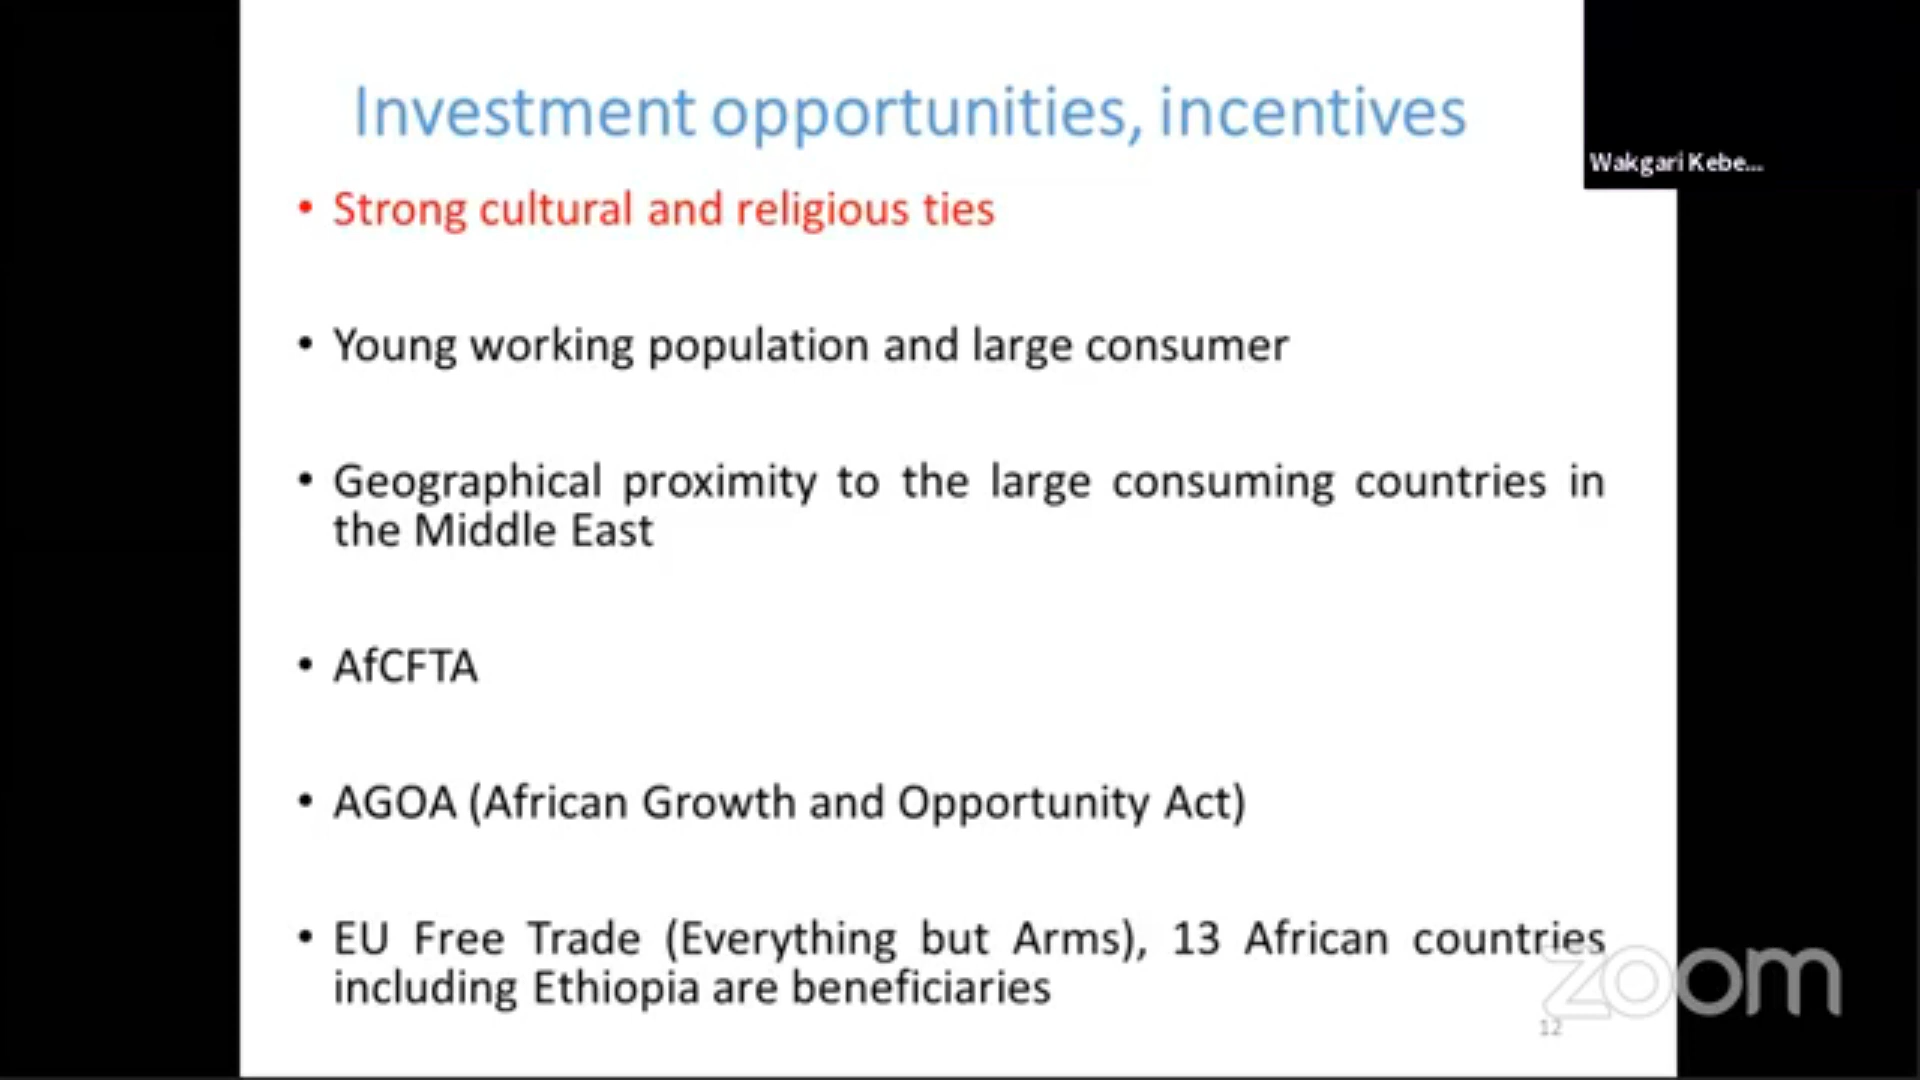 Investment opportunities, incentives
Wakgari Kebe...
• Strong cultural and religious ties
• Young working population and large consumer
• Geographical proximity to the large consuming countries in
the Middle East
• AfCFTA
• AGOA (African Growth and Opportunity Act)
• EU Free Trade (Everything but Arms), 13 African countries
including Ethiopia are beneficiaries
zoom
12